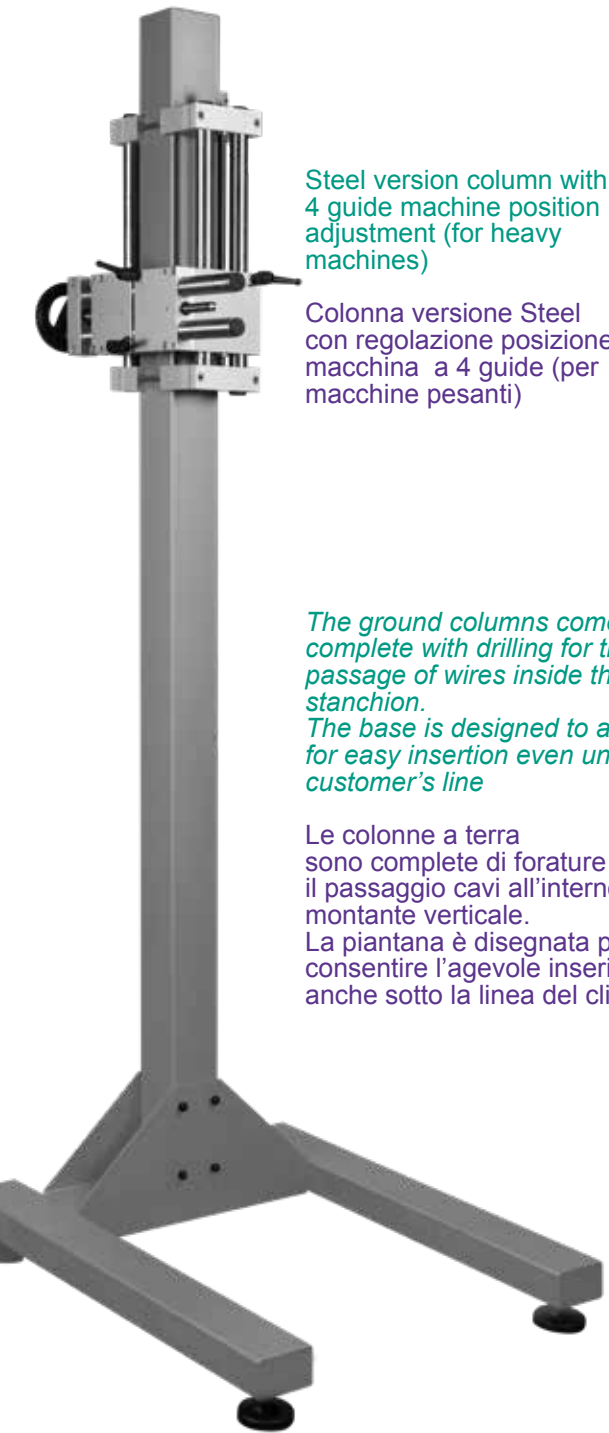 Steel version column with
4 guide machine position
adjustment (for heavy
machines)
Colonna versione Steel
con regolazione posizione
macchina a 4 guide (per
macchine pesanti)
The ground columns come
complete with drilling for
passage of wires inside
stanchion.
The base is designed to
for easy insertion even
customer's line
Le colonne a terra
sono complete di forature
il passaggio cavi
montante verticale.
La piantana è disegnata
consentire l'agevole
anche sotto la linea del